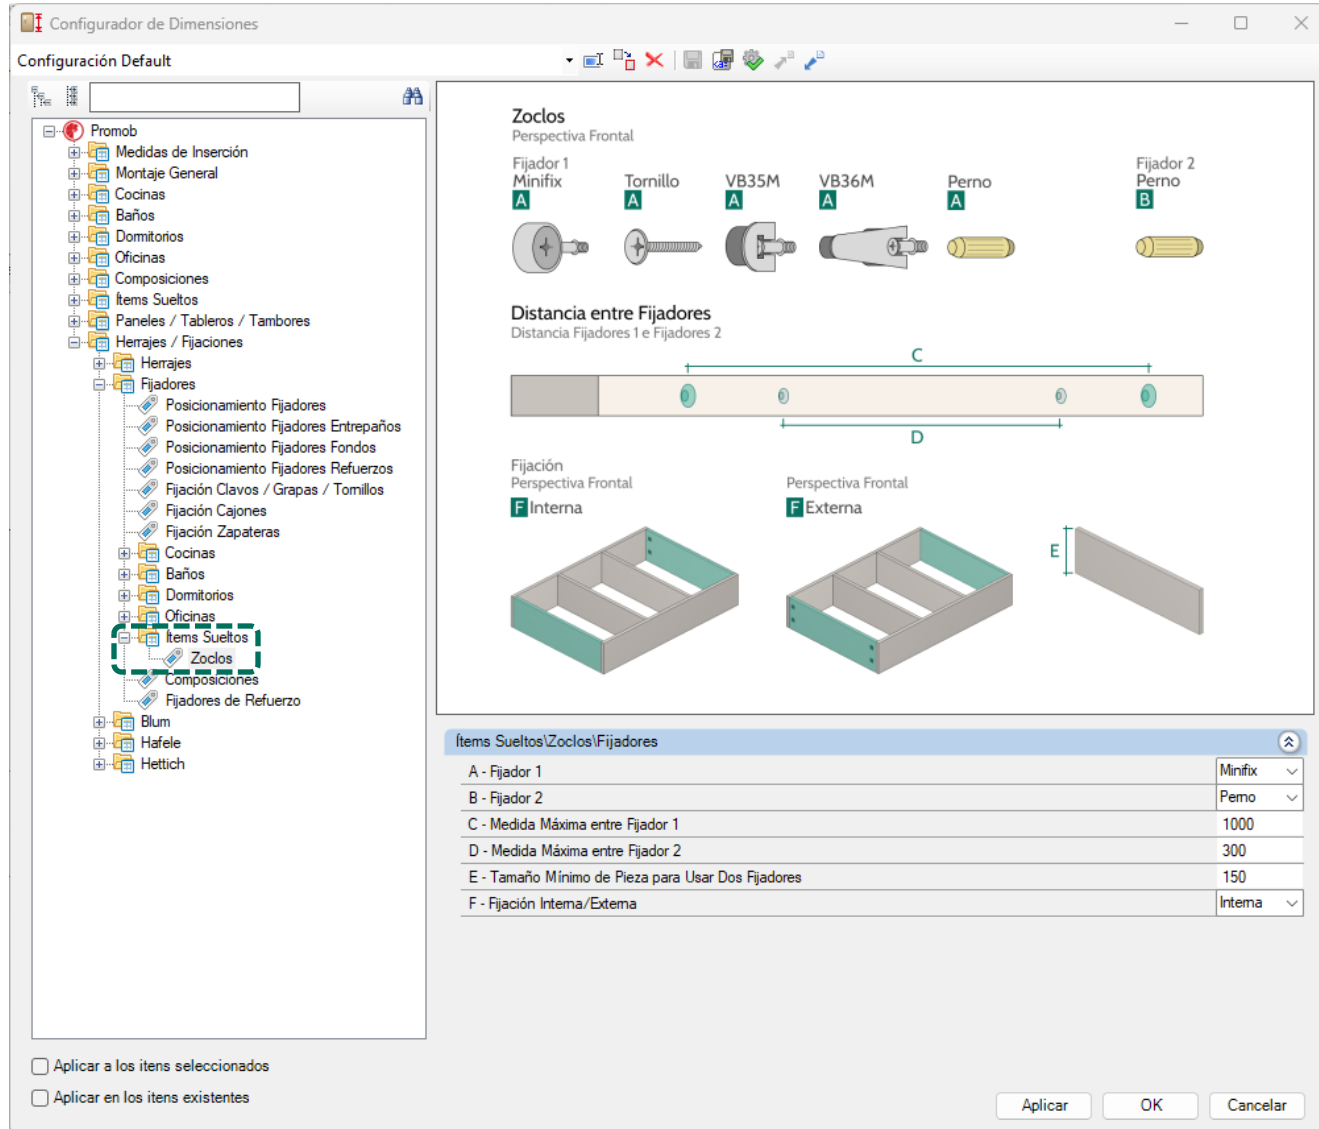 Configurador de Dimensiones
Configuración Default
Promob
Medidas de Inserción
Montaje General
Cocinas
Baños
Dormitorios
Oficinas
Composiciones
Ítems Sueltos
Paneles / Tableros / Tambores
Herrajes / Fijaciones
Herrajes
Fijadores
Posicionamiento Fijadores
Posicionamiento Fijadores Entrepaños
Posicionamiento Fijadores Fondos
Posicionamiento Fijadores Refuerzos
Fijación Clavos / Grapas / Tornillos
Fijación Cajones
Fijación Zapateras
Cocinas
Baños
Dormitorios
Oficinas
Ítems Sueltos
Zoclos
Composiciones
Fijadores de Refuerzo
Blum
Hafele
Hettich
Zoclos
Perspectiva Frontal
Fijador 1 Fijador 2
Minifix Tornillo VB35M VB36M Perno Perno
A A A A A B
Distancia entre Fijadores
Distancia Fijadores 1 e Fijadores 2
C
D
Fijación
Perspectiva Frontal Perspectiva Frontal
F Interna F Externa
E
Ítems Sueltos\Zoclos\Fijadores
A - Fijador 1 Minifix
B - Fijador 2 Perno
C - Medida Máxima entre Fijador 1 1000
D - Medida Máxima entre Fijador 2 300
E - Tamaño Mínimo de Pieza para Usar Dos Fijadores 150
F - Fijación Interna/Externa Interna
Aplicar a los itens seleccionados
Aplicar en los itens existentes
Aplicar OK Cancelar